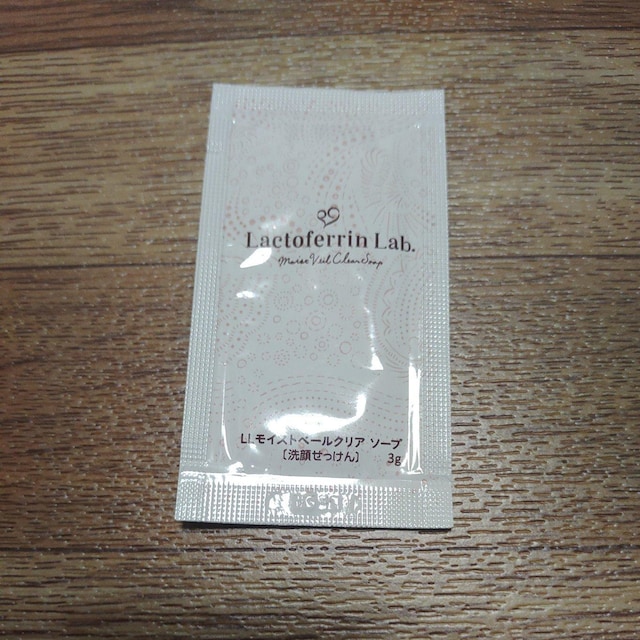 Lactoferrin Lab.
Moist Veil Clear Soap
LLモイストベールクリア ソープ
［洗顔せっけん］ 3g